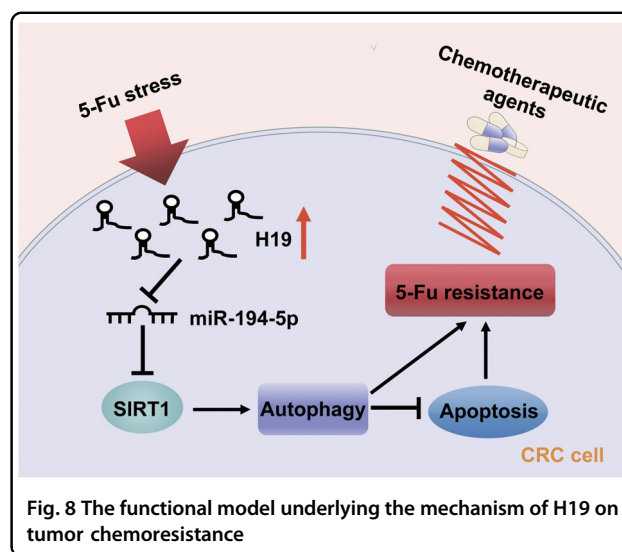 5-Fu stress
Chemotherapeutic
agents
H19
miR-194-5p
5-Fu resistance
SIRT1
Autophagy
Apoptosis
CRC cell
Fig. 8 The functional model underlying the mechanism of H19 on
tumor chemoresistance